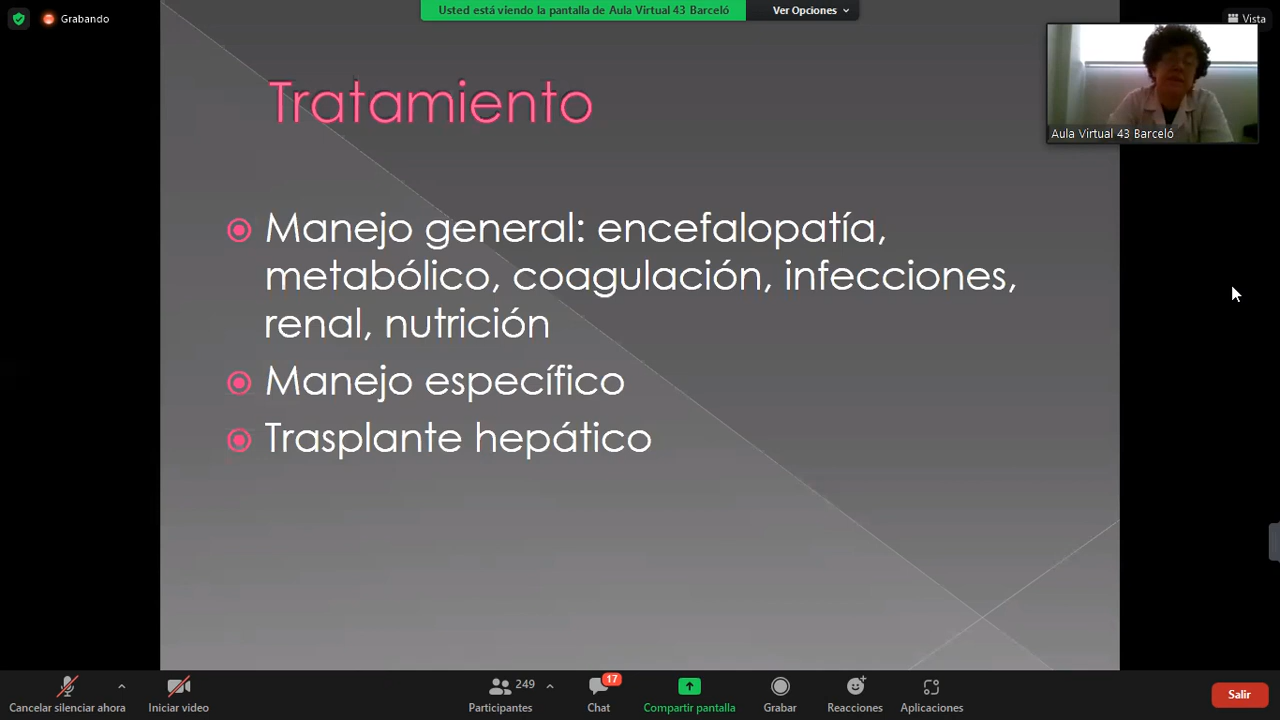 Grabando
Usted está viendo la pantalla de Aula Virtual 43 Barceló
Ver Opciones
Vista
Aula Virtual 43 Barceló
Tratamiento
Manejo general: encefalopatía,
metabólico, coagulación, infecciones,
renal, nutrición
Manejo específico
Trasplante hepático
Cancelar silenciar ahora
Iniciar video
249
Participantes
17
Chat
Compartir pantalla
Grabar
Reacciones
Aplicaciones
Salir